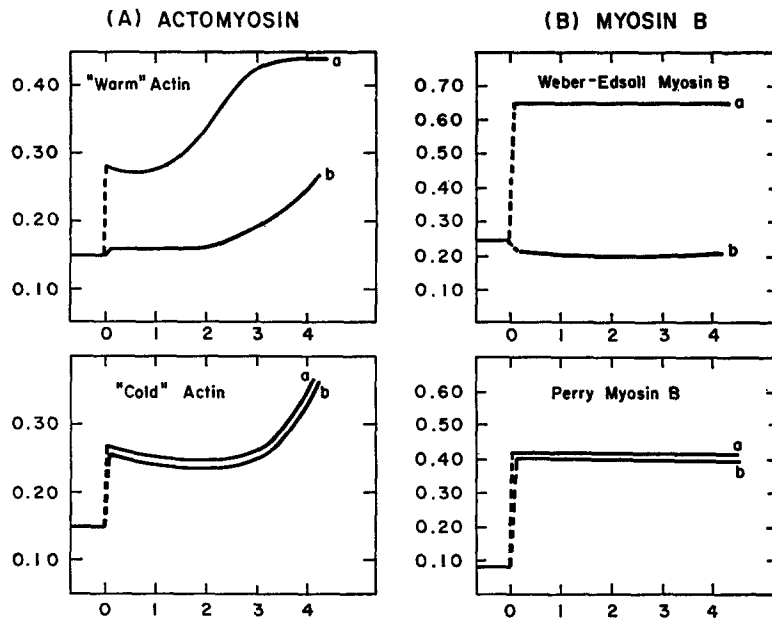 (A) ACTOMYOSIN
"Warm" Actin
a
b
0.40
0.30
0.20
0.10
0 1 2 3 4
"Cold" Actin
a
b
0.30
0.20
0.10
0 1 2 3 4
(B) MYOSIN B
Weber-Edsall Myosin B
a
b
0.70
0.60
0.50
0.40
0.30
0.20
0.10
0 1 2 3 4
Perry Myosin B
a
b
0.60
0.50
0.40
0.30
0.20
0.10
0 1 2 3 4